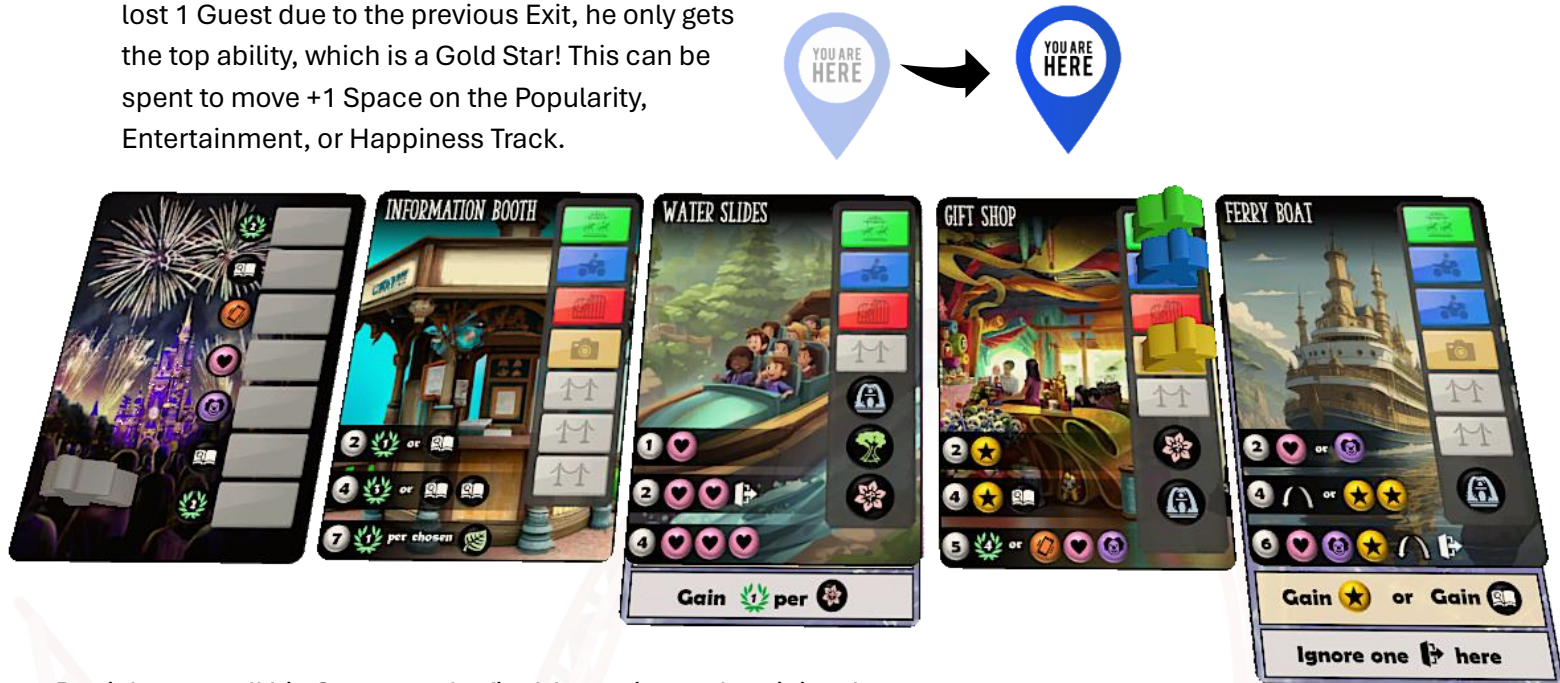 lost 1 Guest due to the previous Exit, he only gets
the top ability, which is a Gold Star! This can be
spent to move +1 Space on the Popularity,
Entertainment, or Happiness Track.
YOU ARE
HERE
YOU ARE
HERE
2
2
INFORMATION BOOTH
2 1 or
4 3 or
7 1 per chosen
WATER SLIDES
1
2
4
Gain 1 per
GIFT SHOP
2
4
5 4 or
FERRY BOAT
2 or
4 or
6
Gain or Gain
Ignore one here